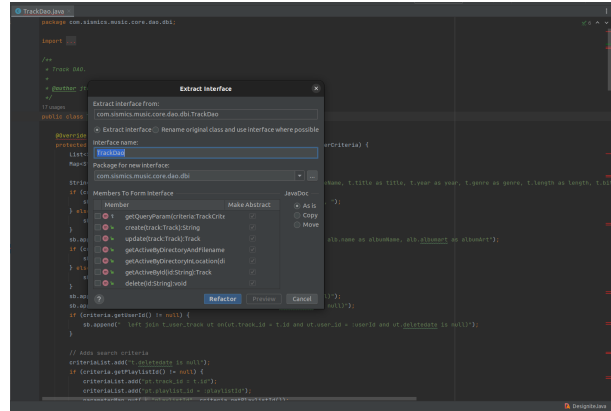 TrackDao.java
package com.sismics.music.core.dao.dbi;
import ...
/**
* Track DAO.
*
* @author
*/
17 usages
public class
@Override
protected
List<
Map<S
if (c
} els
sb.app
if (c
} els
}
sb.ap
sb.ap
if (criteria.getUserId() != null) {
sb.append(" left join t_user_track ut on(ut.track_id = t.id and ut.user_id = :userId and ut.deletedate is null)");
}
// Adds search criteria
criteriaList.add("t.deletedate is null");
if (criteria.getPlaylistId() != null) {
criteriaList.add("pt.track_id = t.id");
criteriaList.add("pt.playlist_id = :playlistId");
Extract Interface
Extract interface from:
com.sismics.music.core.dao.dbi.TrackDao
Extract interface
Rename original class and use interface where possible
Interface name:
TrackDao
Package for new interface:
com.sismics.music.core.dao.dbi
...
Members To Form Interface
JavaDoc
Member
Make Abstract
As is
Copy
Move
getQueryParam(criteria:TrackCrite
create(track:Track):String
update(track:Track):Track
getActiveByDirectoryAndFilename
getActiveByDirectoryInLocation(di
getActiveById(id:String):Track
delete(id:String):void
?
Refactor
Preview
Cancel
DesigniteJava